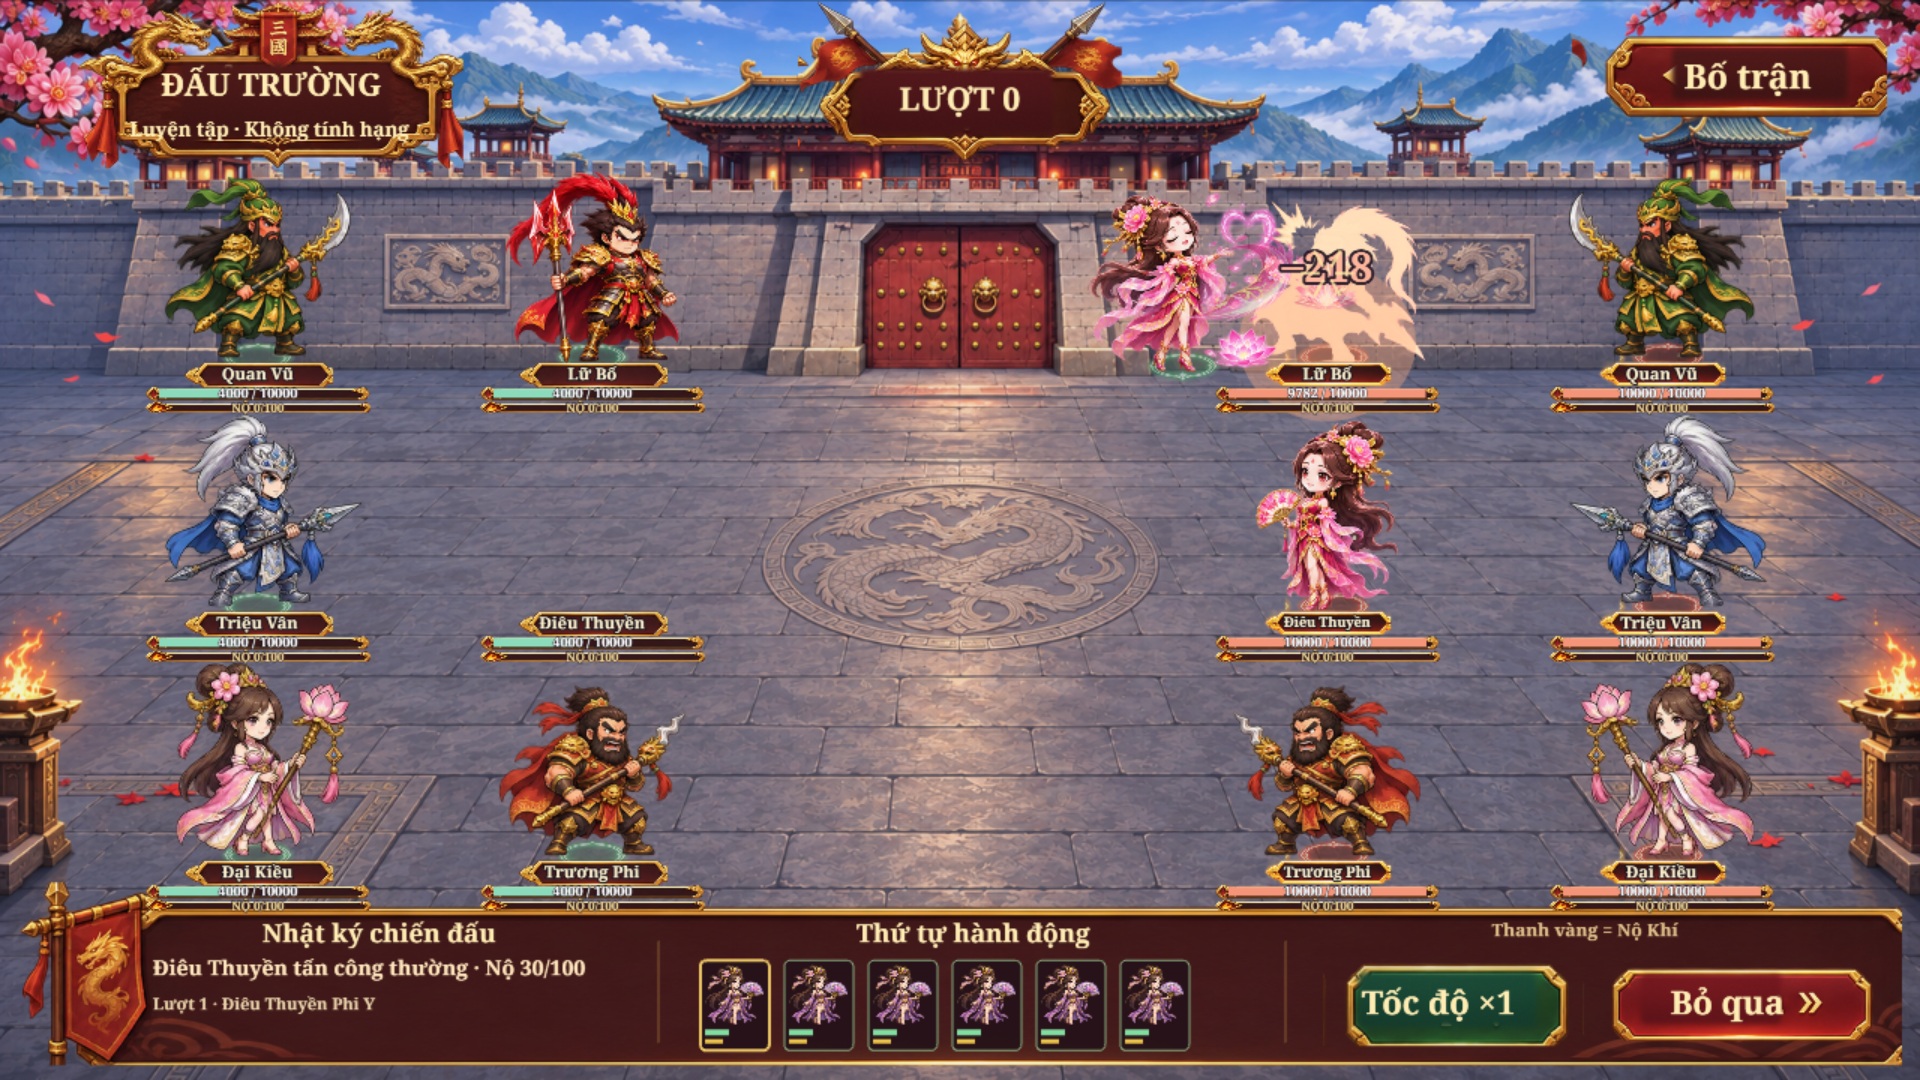 三
國
ĐẤU TRƯỜNG
Luyện tập · Không tính hạng
LƯỢT 0
Bố trận
-218
Quan Vũ
4000 / 10000
NỘ 0/100
Lữ Bố
4000 / 10000
NỘ 0/100
Lữ Bố
9782 / 10000
NỘ 0/100
Quan Vũ
10000 / 10000
NỘ 0/100
Triệu Vân
4000 / 10000
NỘ 0/100
Điêu Thuyền
4000 / 10000
NỘ 0/100
Điêu Thuyền
10000 / 10000
NỘ 0/100
Triệu Vân
10000 / 10000
NỘ 0/100
Đại Kiều
4000 / 10000
NỘ 0/100
Trương Phi
4000 / 10000
NỘ 0/100
Trương Phi
10000 / 10000
NỘ 0/100
Đại Kiều
10000 / 10000
NỘ 0/100
Nhật ký chiến đấu
Điêu Thuyền tấn công thường · Nộ 30/100
Lượt 1 · Điêu Thuyền Phi Y
Thứ tự hành động
Thanh vàng = Nộ Khí
Tốc độ ×1
Bỏ qua »